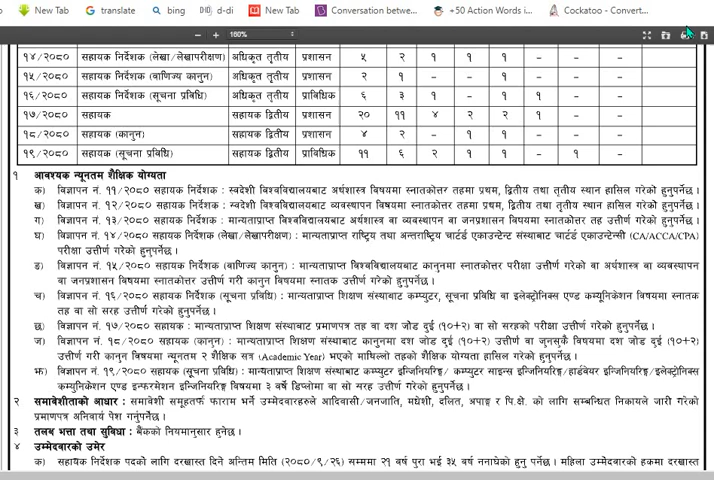 New Tab translate bing d-di New Tab Conversation betwe... +50 Action Words i... Cockatoo - Convert...
160%
१४/२०८० सहायक निर्देशक (लेखा/लेखापरीक्षण) अधिकृत तृतीय प्रशासन ५ २ १ १ १ - - -
१५/२०८० सहायक निर्देशक (वाणिज्य कानुन) अधिकृत तृतीय प्रशासन २ १ - - १ - - -
१६/२०८० सहायक निर्देशक (सूचना प्रविधि) अधिकृत तृतीय प्राविधिक ६ ३ १ - १ १ - -
१७/२०८० सहायक सहायक द्वितीय प्रशासन २० ११ ४ २ २ १ - -
१८/२०८० सहायक (कानुन) सहायक द्वितीय प्रशासन ४ २ - १ १ - - -
१९/२०८० सहायक (सूचना प्रविधि) सहायक द्वितीय प्राविधिक ११ ६ २ १ १ - १ -
१ आवश्यक न्यूनतम शैक्षिक योग्यता
क) विज्ञापन नं. ११/२०८० सहायक निर्देशक : स्वदेशी विश्वविद्यालयबाट अर्थशास्त्र विषयमा स्नातकोत्तर तहमा प्रथम, द्वितीय तथा तृतीय स्थान हासिल गरेको हुनुपर्नेछ ।
ख) विज्ञापन नं. १२/२०८० सहायक निर्देशक : स्वदेशी विश्वविद्यालयबाट व्यवस्थापन विषयमा स्नातकोत्तर तहमा प्रथम, द्वितीय तथा तृतीय स्थान हासिल गरेको हुनुपर्नेछ ।
ग) विज्ञापन नं. १३/२०८० सहायक निर्देशक : मान्यताप्राप्त विश्वविद्यालयबाट अर्थशास्त्र वा व्यवस्थापन वा जनप्रशासन विषयमा स्नातकोत्तर तह उत्तीर्ण गरेको हुनुपर्नेछ ।
घ) विज्ञापन नं. १४/२०८० सहायक निर्देशक (लेखा/लेखापरीक्षण) : मान्यताप्राप्त राष्ट्रिय तथा अन्तराष्ट्रिय चार्टर्ड एकाउन्टेन्ट संस्थाबाट चार्टर्ड एकाउन्टेन्सी (CA/ACCA/CPA)
परीक्षा उत्तीर्ण गरेको हुनुपर्नेछ ।
ङ) विज्ञापन नं. १५/२०८० सहायक निर्देशक (वाणिज्य कानुन) : मान्यताप्राप्त विश्वविद्यालयबाट कानुनमा स्नातकोत्तर परीक्षा उत्तीर्ण गरेको वा अर्थशास्त्र वा व्यवस्थापन
वा जनप्रशासन विषयमा स्नातकोत्तर उत्तीर्ण गरी कानुन विषयमा स्नातक उत्तीर्ण गरेको हुनुपर्नेछ ।
च) विज्ञापन नं. १६/२०८० सहायक निर्देशक (सूचना प्रविधि) : मान्यताप्राप्त शिक्षण संस्थाबाट कम्प्युटर, सूचना प्रविधि वा इलेक्ट्रोनिक्स एण्ड कम्यूनिकेशन विषयमा स्नातक
तह वा सो सरह उत्तीर्ण गरेको हुनुपर्नेछ ।
छ) विज्ञापन नं. १७/२०८० सहायक : मान्यताप्राप्त शिक्षण संस्थाबाट प्रमाणपत्र तह वा दश जोड दुई (१०+२) वा सो सरहको परीक्षा उत्तीर्ण गरेको हुनुपर्नेछ ।
ज) विज्ञापन नं. १८/२०८० सहायक (कानुन) : मान्यताप्राप्त शिक्षण संस्थाबाट कानुनमा दश जोड दुई (१०+२) उत्तीर्ण वा जुनसुकै विषयमा दश जोड दुई (१०+२)
उत्तीर्ण गरी कानुन विषयमा न्यूनतम २ शैक्षिक सत्र (Academic Year) भएको माथिल्लो तहको शैक्षिक योग्यता हासिल गरेको हुनुपर्नेछ ।
झ) विज्ञापन नं. १९/२०८० सहायक (सूचना प्रविधि) : मान्यताप्राप्त शिक्षण संस्थाबाट कम्प्युटर इन्जिनियरिङ्ग/ कम्प्युटर साइन्स इन्जिनियरिङ्ग/हार्डवेयर इन्जिनियरिङ्ग/इलेक्ट्रोनिक्स
कम्युनिकेशन एण्ड इन्फरमेशन इन्जिनियरिङ्ग विषयमा ३ वर्षे डिप्लोमा वा सो सरह उत्तीर्ण गरेको हुनुपर्नेछ ।
२ समावेशीताको आधार : समावेशी समूहतर्फ फाराम भर्ने उम्मेदवारहरुले आदिवासी/जनजाति, मधेशी, दलित, अपाङ्ग र पि.क्षे. को लागि सम्बन्धित निकायले जारी गरेको
प्रमाणपत्र अनिवार्य पेश गर्नुपर्नेछ ।
३ तलब भत्ता तथा सुविधा : बैंकको नियमानुसार हुनेछ ।
४ उम्मेदवारको उमेर
क) सहायक निर्देशक पदको लागि दरखास्त दिने अन्तिम मिति (२०८०/९/२६) सम्ममा २१ वर्ष पुरा भई ३५ वर्ष ननाघेको हुनु पर्नेछ । महिला उम्मेदवारको हकमा दरखास्त